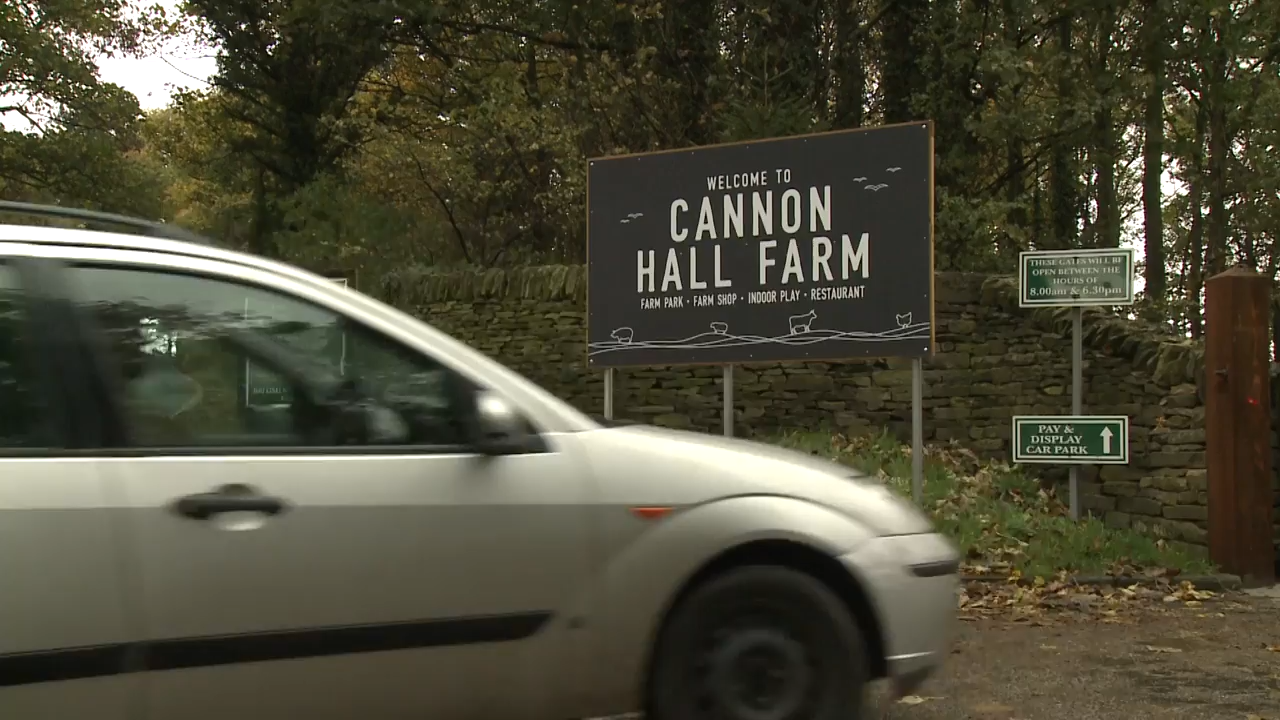 WELCOME TO
CANNON
HALL FARM
FARM PARK • FARM SHOP • INDOOR PLAY • RESTAURANT
THESE GATES WILL BE
OPEN BETWEEN THE
HOURS OF
8.00am & 6.30pm
PAY &
DISPLAY
CAR PARK